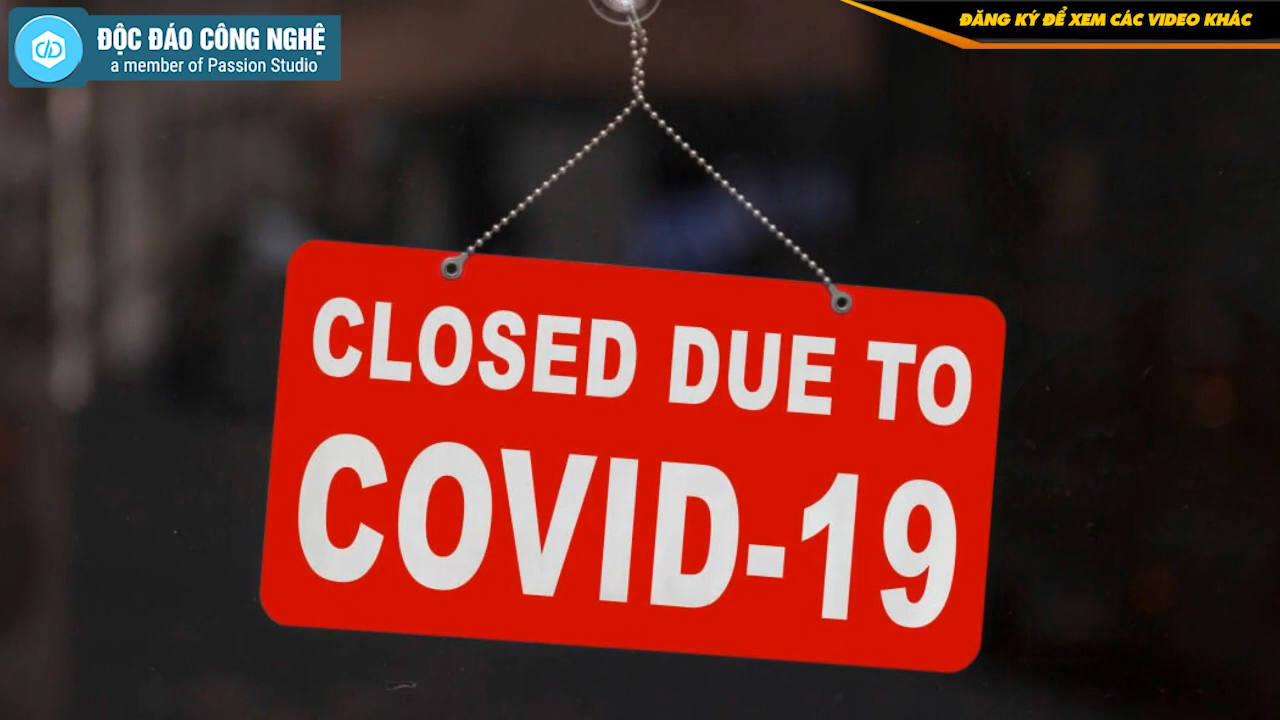 ĐỘC ĐÁO CÔNG NGHỆ
a member of Passion Studio
ĐĂNG KÝ ĐỂ XEM CÁC VIDEO KHÁC
CLOSED DUE TO
COVID-19